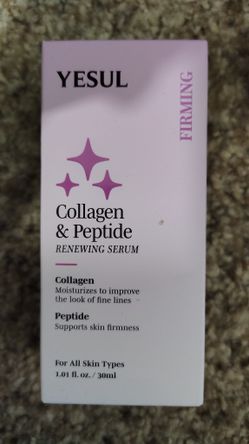 YESUL
FIRMING
Collagen
& Peptide
RENEWING SERUM
Collagen
Moisturizes to improve
the look of fine lines
Peptide
Supports skin firmness
For All Skin Types
1.01 fl. oz. / 30ml